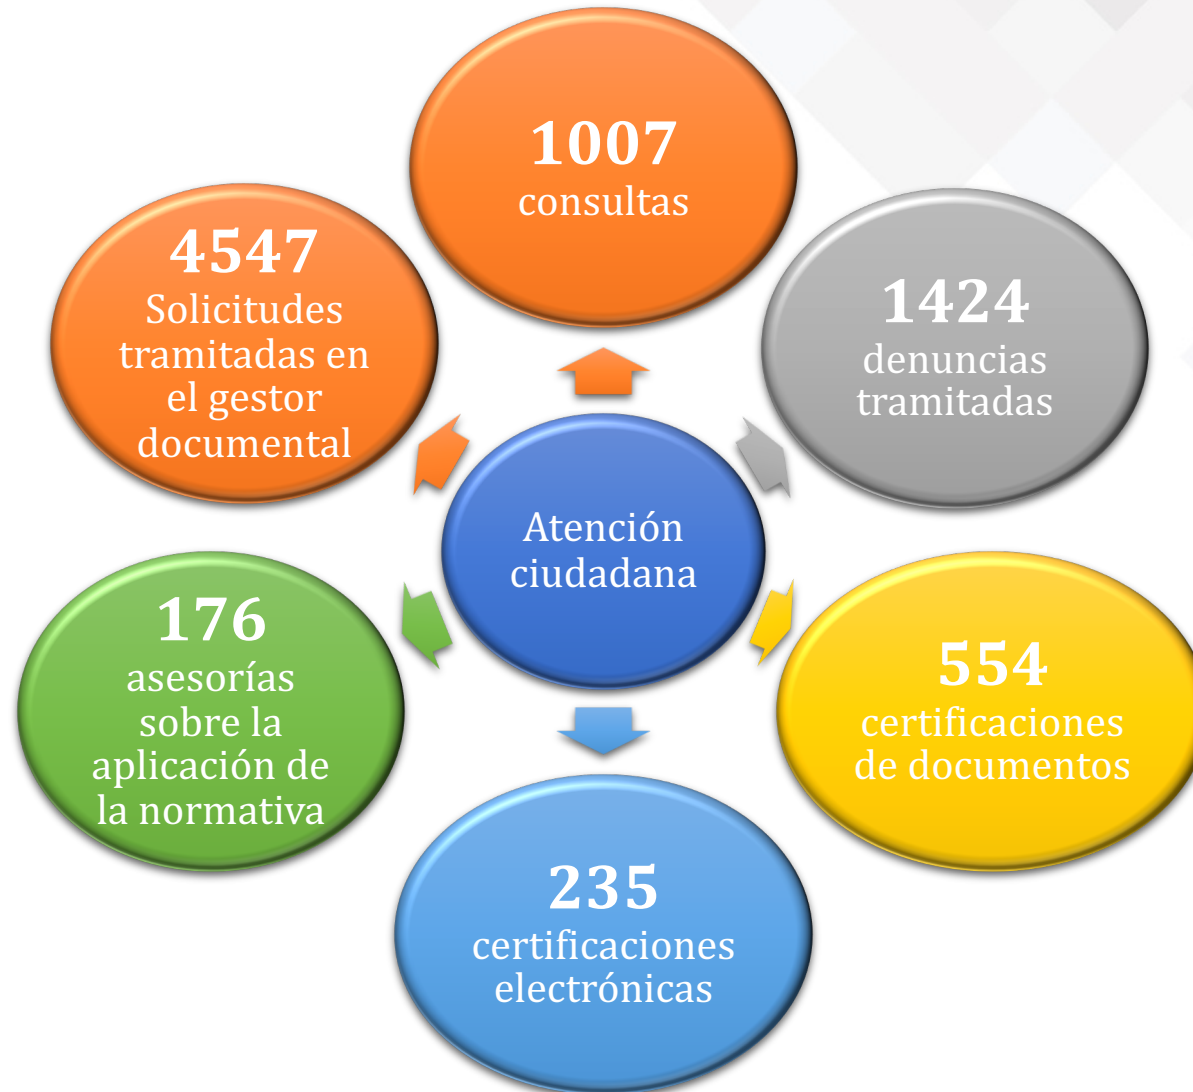 1007
consultas
4547
Solicitudes
tramitadas en
el gestor
documental
1424
denuncias
tramitadas
Atención
ciudadana
176
asesorías
sobre la
aplicación de
la normativa
554
certificaciones
de documentos
235
certificaciones
electrónicas